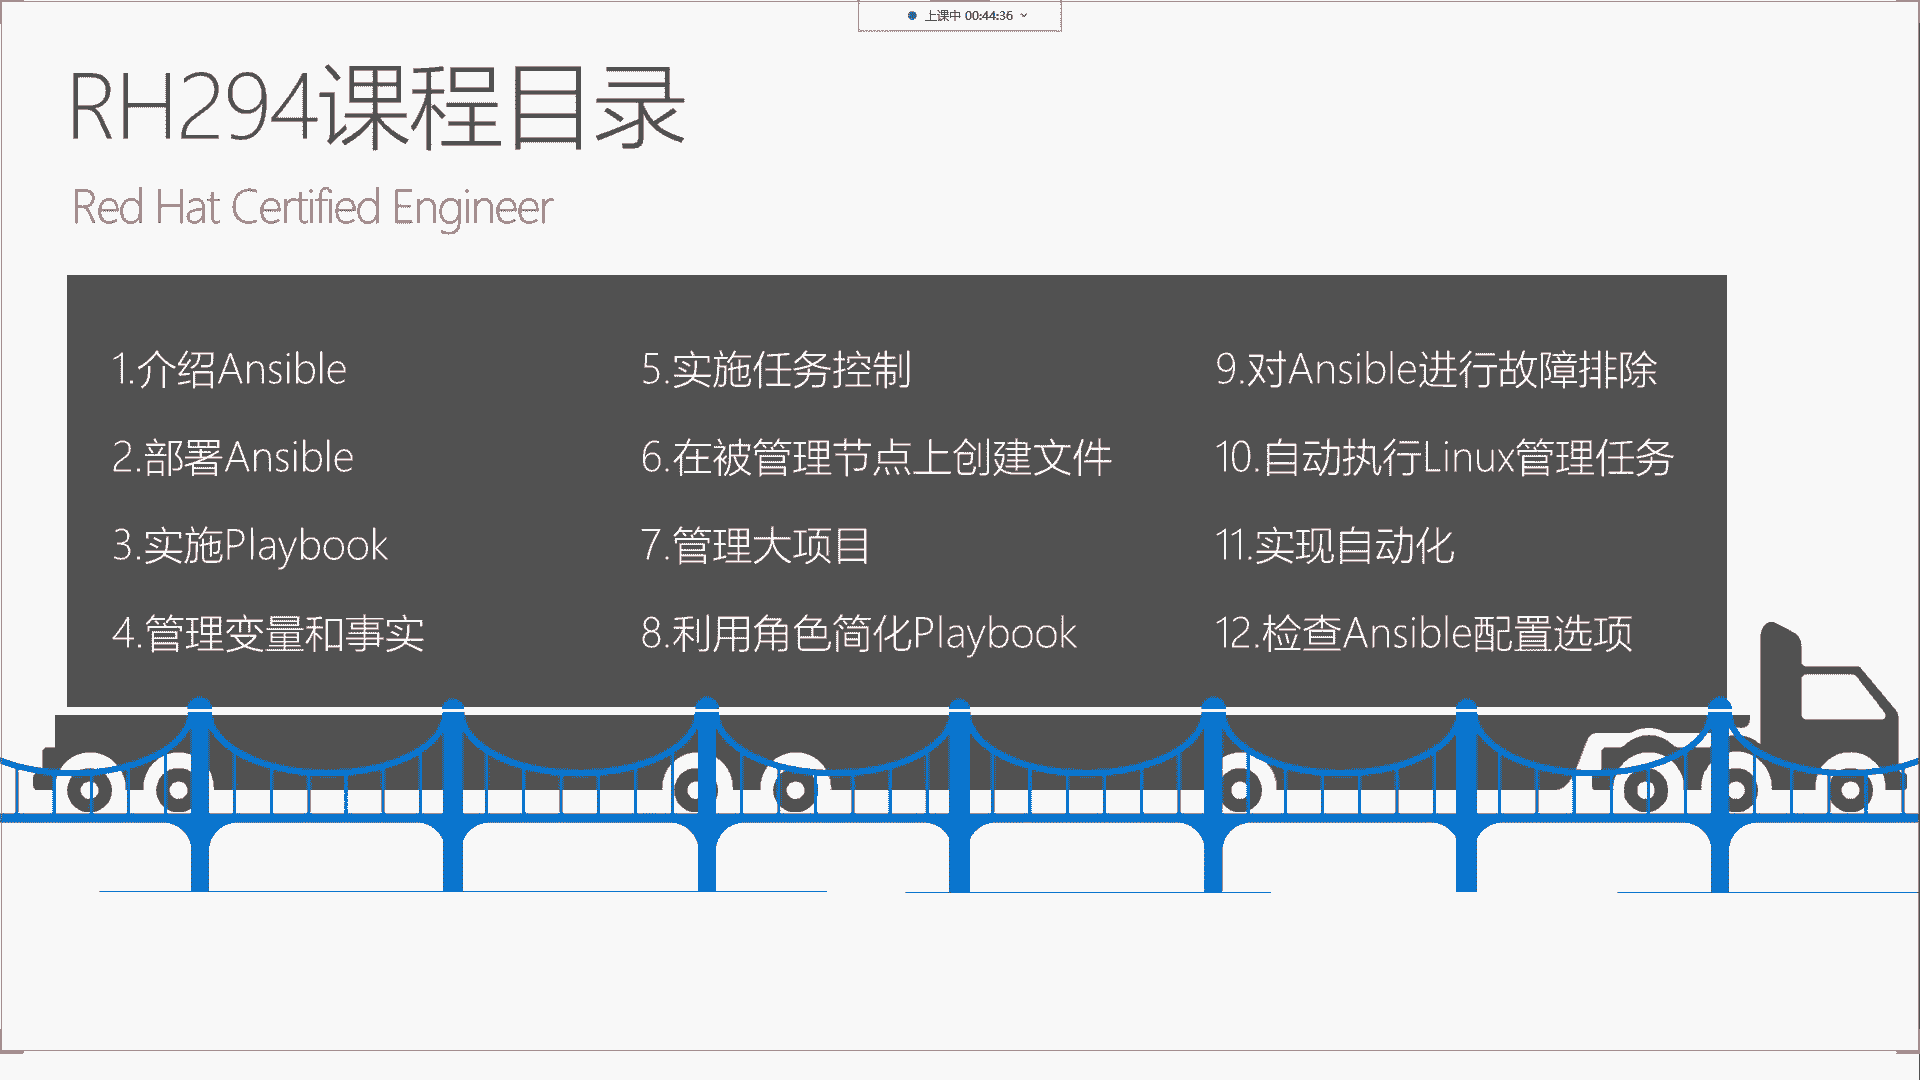 上课中 00:44:36
RH294课程目录
Red Hat Certified Engineer
1.介绍Ansible
2.部署Ansible
3.实施Playbook
4.管理变量和事实
5.实施任务控制
6.在被管理节点上创建文件
7.管理大项目
8.利用角色简化Playbook
9.对Ansible进行故障排除
10.自动执行Linux管理任务
11.实现自动化
12.检查Ansible配置选项